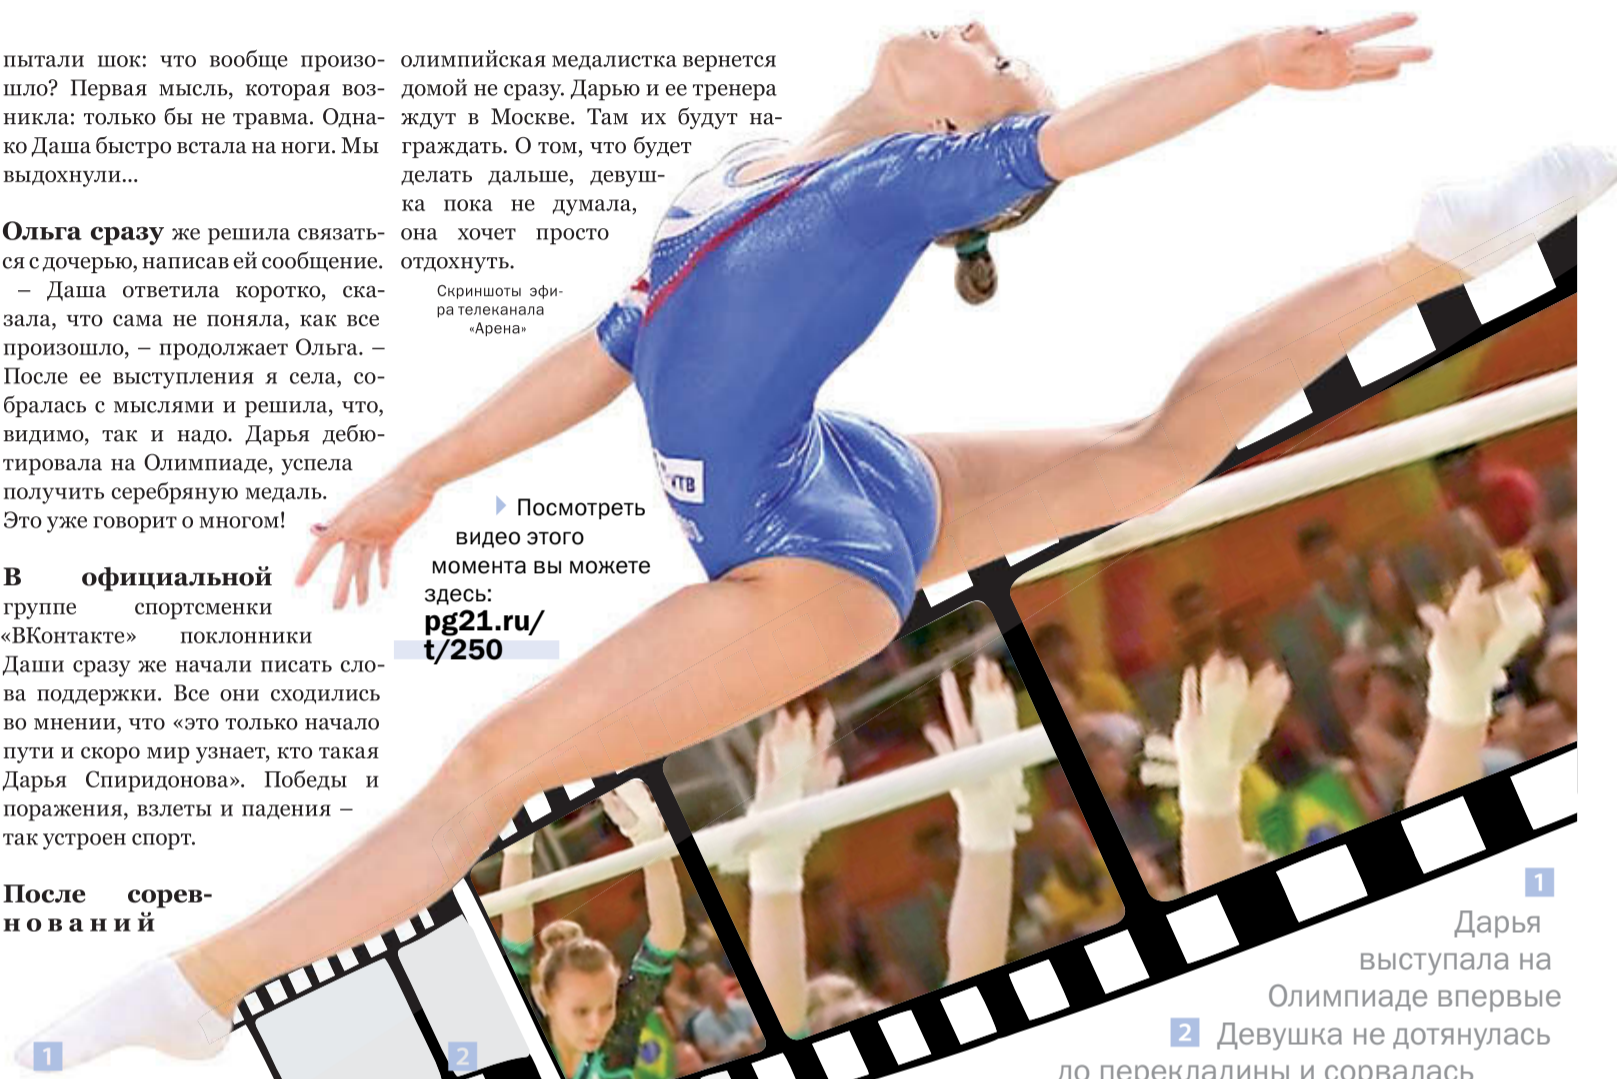 пытали шок: что вообще произо-
шло? Первая мысль, которая воз-
никла: только бы не травма. Одна-
ко Даша быстро встала на ноги. Мы
выдохнули...
Ольга сразу же решила связать-
ся с дочерью, написав ей сообщение.
– Даша ответила коротко, ска-
зала, что сама не поняла, как все
произошло, – продолжает Ольга. –
После ее выступления я села, со-
бралась с мыслями и решила, что,
видимо, так и надо. Дарья дебю-
тировала на Олимпиаде, успела
получить серебряную медаль.
Это уже говорит о многом!
В официальной
группе спортсменки
«ВКонтакте» поклонники
Даши сразу же начали писать сло-
ва поддержки. Все они сходились
во мнении, что «это только начало
пути и скоро мир узнает, кто такая
Дарья Спиридонова». Победы и
поражения, взлеты и падения –
так устроен спорт.
После сорев-
нований
олимпийская медалистка вернется
домой не сразу. Дарью и ее тренера
ждут в Москве. Там их будут на-
граждать. О том, что будет
делать дальше, девуш-
ка пока не думала,
она хочет просто
отдохнуть.
Скриншоты эфи-
ра телеканала
«Арена»
Посмотреть
видео этого
момента вы можете
здесь:
pg21.ru/
t/250
ВТБ
1
2
1
Дарья
выступала на
Олимпиаде впервые
2 Девушка не дотянулась
до перекладины и сорвалась